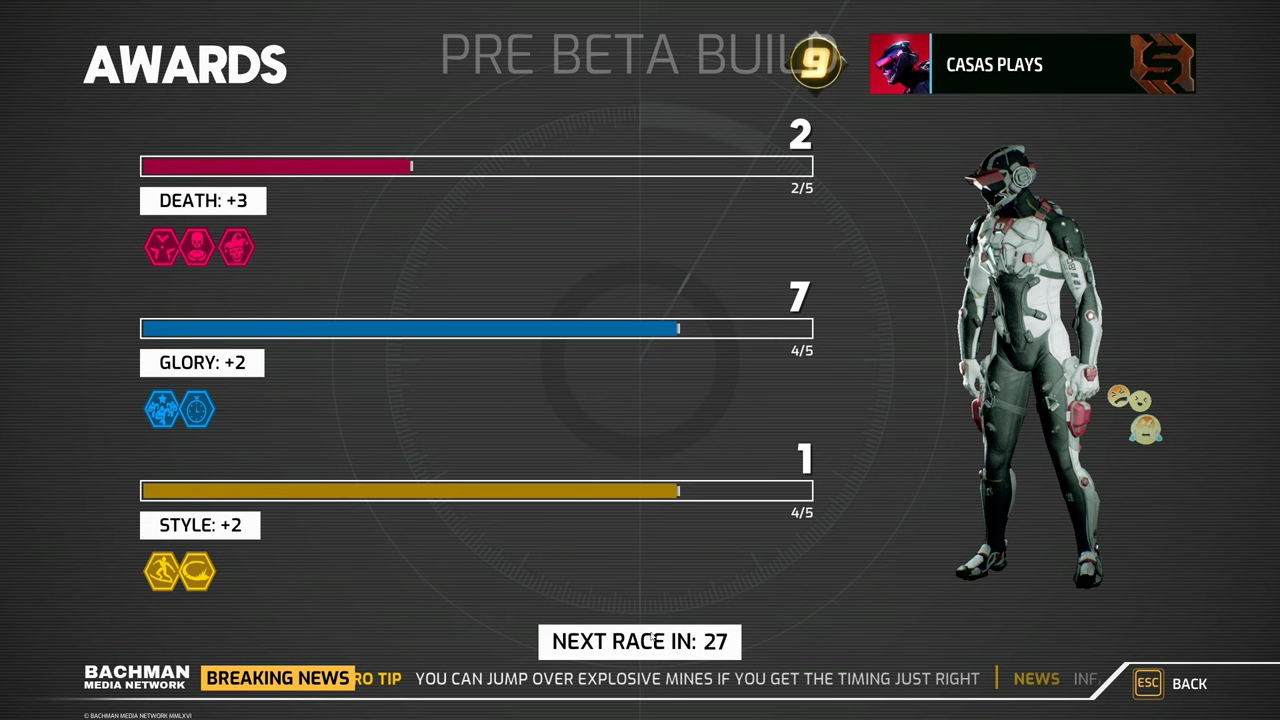 AWARDS
PRE BETA BUILD
9
CASAS PLAYS
2
2/5
DEATH: +3
7
4/5
GLORY: +2
1
4/5
STYLE: +2
NEXT RACE IN: 27
BACHMAN
MEDIA NETWORK
BREAKING NEWS
RO TIP
YOU CAN JUMP OVER EXPLOSIVE MINES IF YOU GET THE TIMING JUST RIGHT
NEWS
INF
ESC
BACK
© BACHMAN MEDIA NETWORK MMLXVI